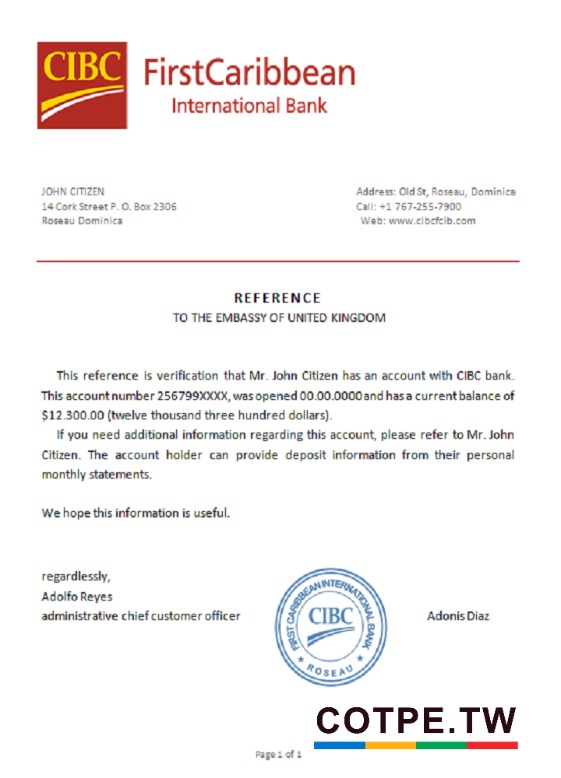 CIBC
FirstCaribbean
International Bank
JOHN CITIZEN
14 Cork Street P. O. Box 2306
Roseau Dominica
Address: Old St, Roseau, Dominica
Call: +1 767-255-7900
Web: www.cibcfcib.com
REFERENCE
TO THE EMBASSY OF UNITED KINGDOM
This reference is verification that Mr. John Citizen has an account with CIBC bank.
This account number 256799XXXX, was opened 00.00.0000 and has a current balance of
$12.300.00 (twelve thousand three hundred dollars).
If you need additional information regarding this account, please refer to Mr. John
Citizen. The account holder can provide deposit information from their personal
monthly statements.
We hope this information is useful.
regardlessly,
Adolfo Reyes
administrative chief customer officer
FIRST CARIBBEAN INTERNATIONAL BANK
CIBC
ROSEAU
Adonis Diaz
COTPE.TW
Page 1 of 1